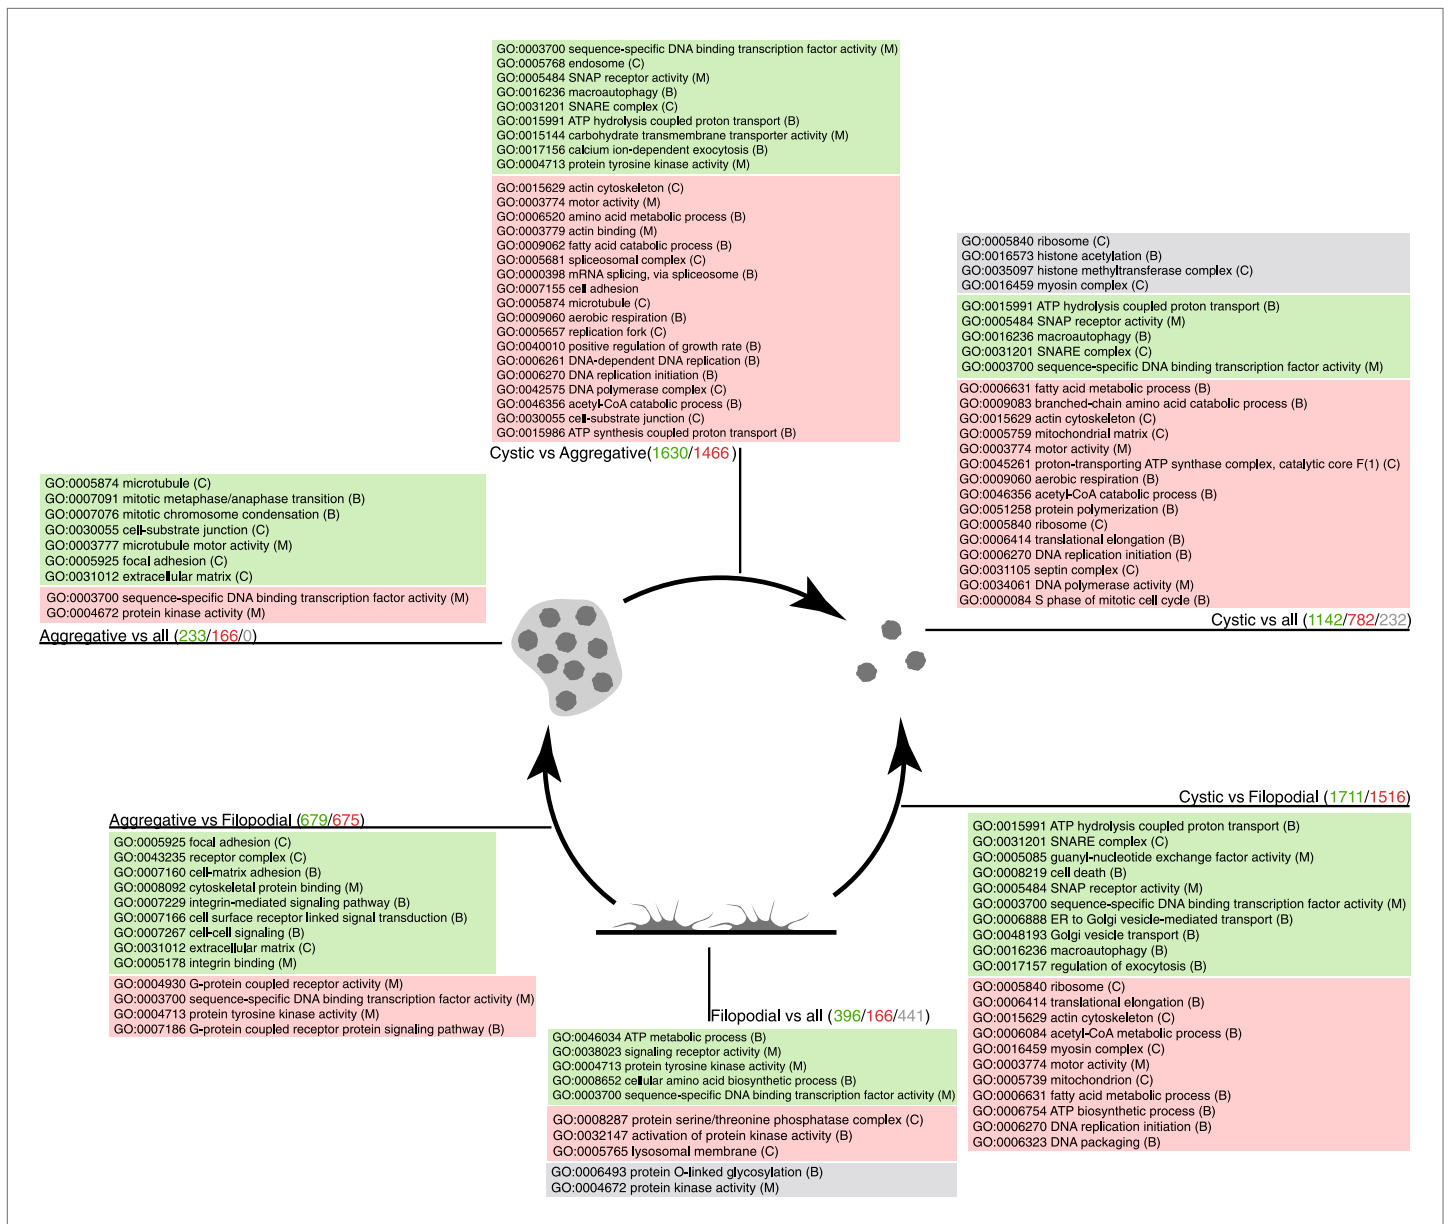 GO:0003700 sequence-specific DNA binding transcription factor activity (M)
GO:0005768 endosome (C)
GO:0005484 SNAP receptor activity (M)
GO:0016236 macroautophagy (B)
GO:0031201 SNARE complex (C)
GO:0015991 ATP hydrolysis coupled proton transport (B)
GO:0015144 carbohydrate transmembrane transporter activity (M)
GO:0017156 calcium ion-dependent exocytosis (B)
GO:0004713 protein tyrosine kinase activity (M)
GO:0015629 actin cytoskeleton (C)
GO:0003774 motor activity (M)
GO:0006520 amino acid metabolic process (B)
GO:0003779 actin binding (M)
GO:0009062 fatty acid catabolic process (B)
GO:0005681 spliceosomal complex (C)
GO:0000398 mRNA splicing, via spliceosome (B)
GO:0007155 cell adhesion
GO:0005874 microtubule (C)
GO:0009060 aerobic respiration (B)
GO:0005657 replication fork (C)
GO:0040010 positive regulation of growth rate (B)
GO:0006261 DNA-dependent DNA replication (B)
GO:0006270 DNA replication initiation (B)
GO:0042575 DNA polymerase complex (C)
GO:0046356 acetyl-CoA catabolic process (B)
GO:0030055 cell-substrate junction (C)
GO:0015986 ATP synthesis coupled proton transport (B)
Cystic vs Aggregative(1630/1466)
GO:0005840 ribosome (C)
GO:0016573 histone acetylation (B)
GO:0035097 histone methyltransferase complex (C)
GO:0016459 myosin complex (C)
GO:0015991 ATP hydrolysis coupled proton transport (B)
GO:0005484 SNAP receptor activity (M)
GO:0016236 macroautophagy (B)
GO:0031201 SNARE complex (C)
GO:0003700 sequence-specific DNA binding transcription factor activity (M)
GO:0006631 fatty acid metabolic process (B)
GO:0009083 branched-chain amino acid catabolic process (B)
GO:0015629 actin cytoskeleton (C)
GO:0005759 mitochondrial matrix (C)
GO:0003774 motor activity (M)
GO:0045261 proton-transporting ATP synthase complex, catalytic core F(1) (C)
GO:0009060 aerobic respiration (B)
GO:0046356 acetyl-CoA catabolic process (B)
GO:0051258 protein polymerization (B)
GO:0005840 ribosome (C)
GO:0006414 translational elongation (B)
GO:0006270 DNA replication initiation (B)
GO:0031105 septin complex (C)
GO:0034061 DNA polymerase activity (M)
GO:0000084 S phase of mitotic cell cycle (B)
Cystic vs all (1142/782/232)
GO:0005874 microtubule (C)
GO:0007091 mitotic metaphase/anaphase transition (B)
GO:0007076 mitotic chromosome condensation (B)
GO:0030055 cell-substrate junction (C)
GO:0003777 microtubule motor activity (M)
GO:0005925 focal adhesion (C)
GO:0031012 extracellular matrix (C)
GO:0003700 sequence-specific DNA binding transcription factor activity (M)
GO:0004672 protein kinase activity (M)
Aggregative vs all (233/166/0)
Aggregative vs Filopodial (679/675)
GO:0005925 focal adhesion (C)
GO:0043235 receptor complex (C)
GO:0007160 cell-matrix adhesion (B)
GO:0008092 cytoskeletal protein binding (M)
GO:0007229 integrin-mediated signaling pathway (B)
GO:0007166 cell surface receptor linked signal transduction (B)
GO:0007267 cell-cell signaling (B)
GO:0031012 extracellular matrix (C)
GO:0005178 integrin binding (M)
GO:0004930 G-protein coupled receptor activity (M)
GO:0003700 sequence-specific DNA binding transcription factor activity (M)
GO:0004713 protein tyrosine kinase activity (M)
GO:0007186 G-protein coupled receptor protein signaling pathway (B)
Cystic vs Filopodial (1711/1516)
GO:0015991 ATP hydrolysis coupled proton transport (B)
GO:0031201 SNARE complex (C)
GO:0005085 guanyl-nucleotide exchange factor activity (M)
GO:0008219 cell death (B)
GO:0005484 SNAP receptor activity (M)
GO:0003700 sequence-specific DNA binding transcription factor activity (M)
GO:0006888 ER to Golgi vesicle-mediated transport (B)
GO:0048193 Golgi vesicle transport (B)
GO:0016236 macroautophagy (B)
GO:0017157 regulation of exocytosis (B)
GO:0005840 ribosome (C)
GO:0006414 translational elongation (B)
GO:0015629 actin cytoskeleton (C)
GO:0006084 acetyl-CoA metabolic process (B)
GO:0016459 myosin complex (C)
GO:0003774 motor activity (M)
GO:0005739 mitochondrion (C)
GO:0006631 fatty acid metabolic process (B)
GO:0006754 ATP biosynthetic process (B)
GO:0006270 DNA replication initiation (B)
GO:0006323 DNA packaging (B)
Filopodial vs all (396/166/441)
GO:0046034 ATP metabolic process (B)
GO:0038023 signaling receptor activity (M)
GO:0004713 protein tyrosine kinase activity (M)
GO:0008652 cellular amino acid biosynthetic process (B)
GO:0003700 sequence-specific DNA binding transcription factor activity (M)
GO:0008287 protein serine/threonine phosphatase complex (C)
GO:0032147 activation of protein kinase activity (B)
GO:0005765 lysosomal membrane (C)
GO:0006493 protein O-linked glycosylation (B)
GO:0004672 protein kinase activity (M)